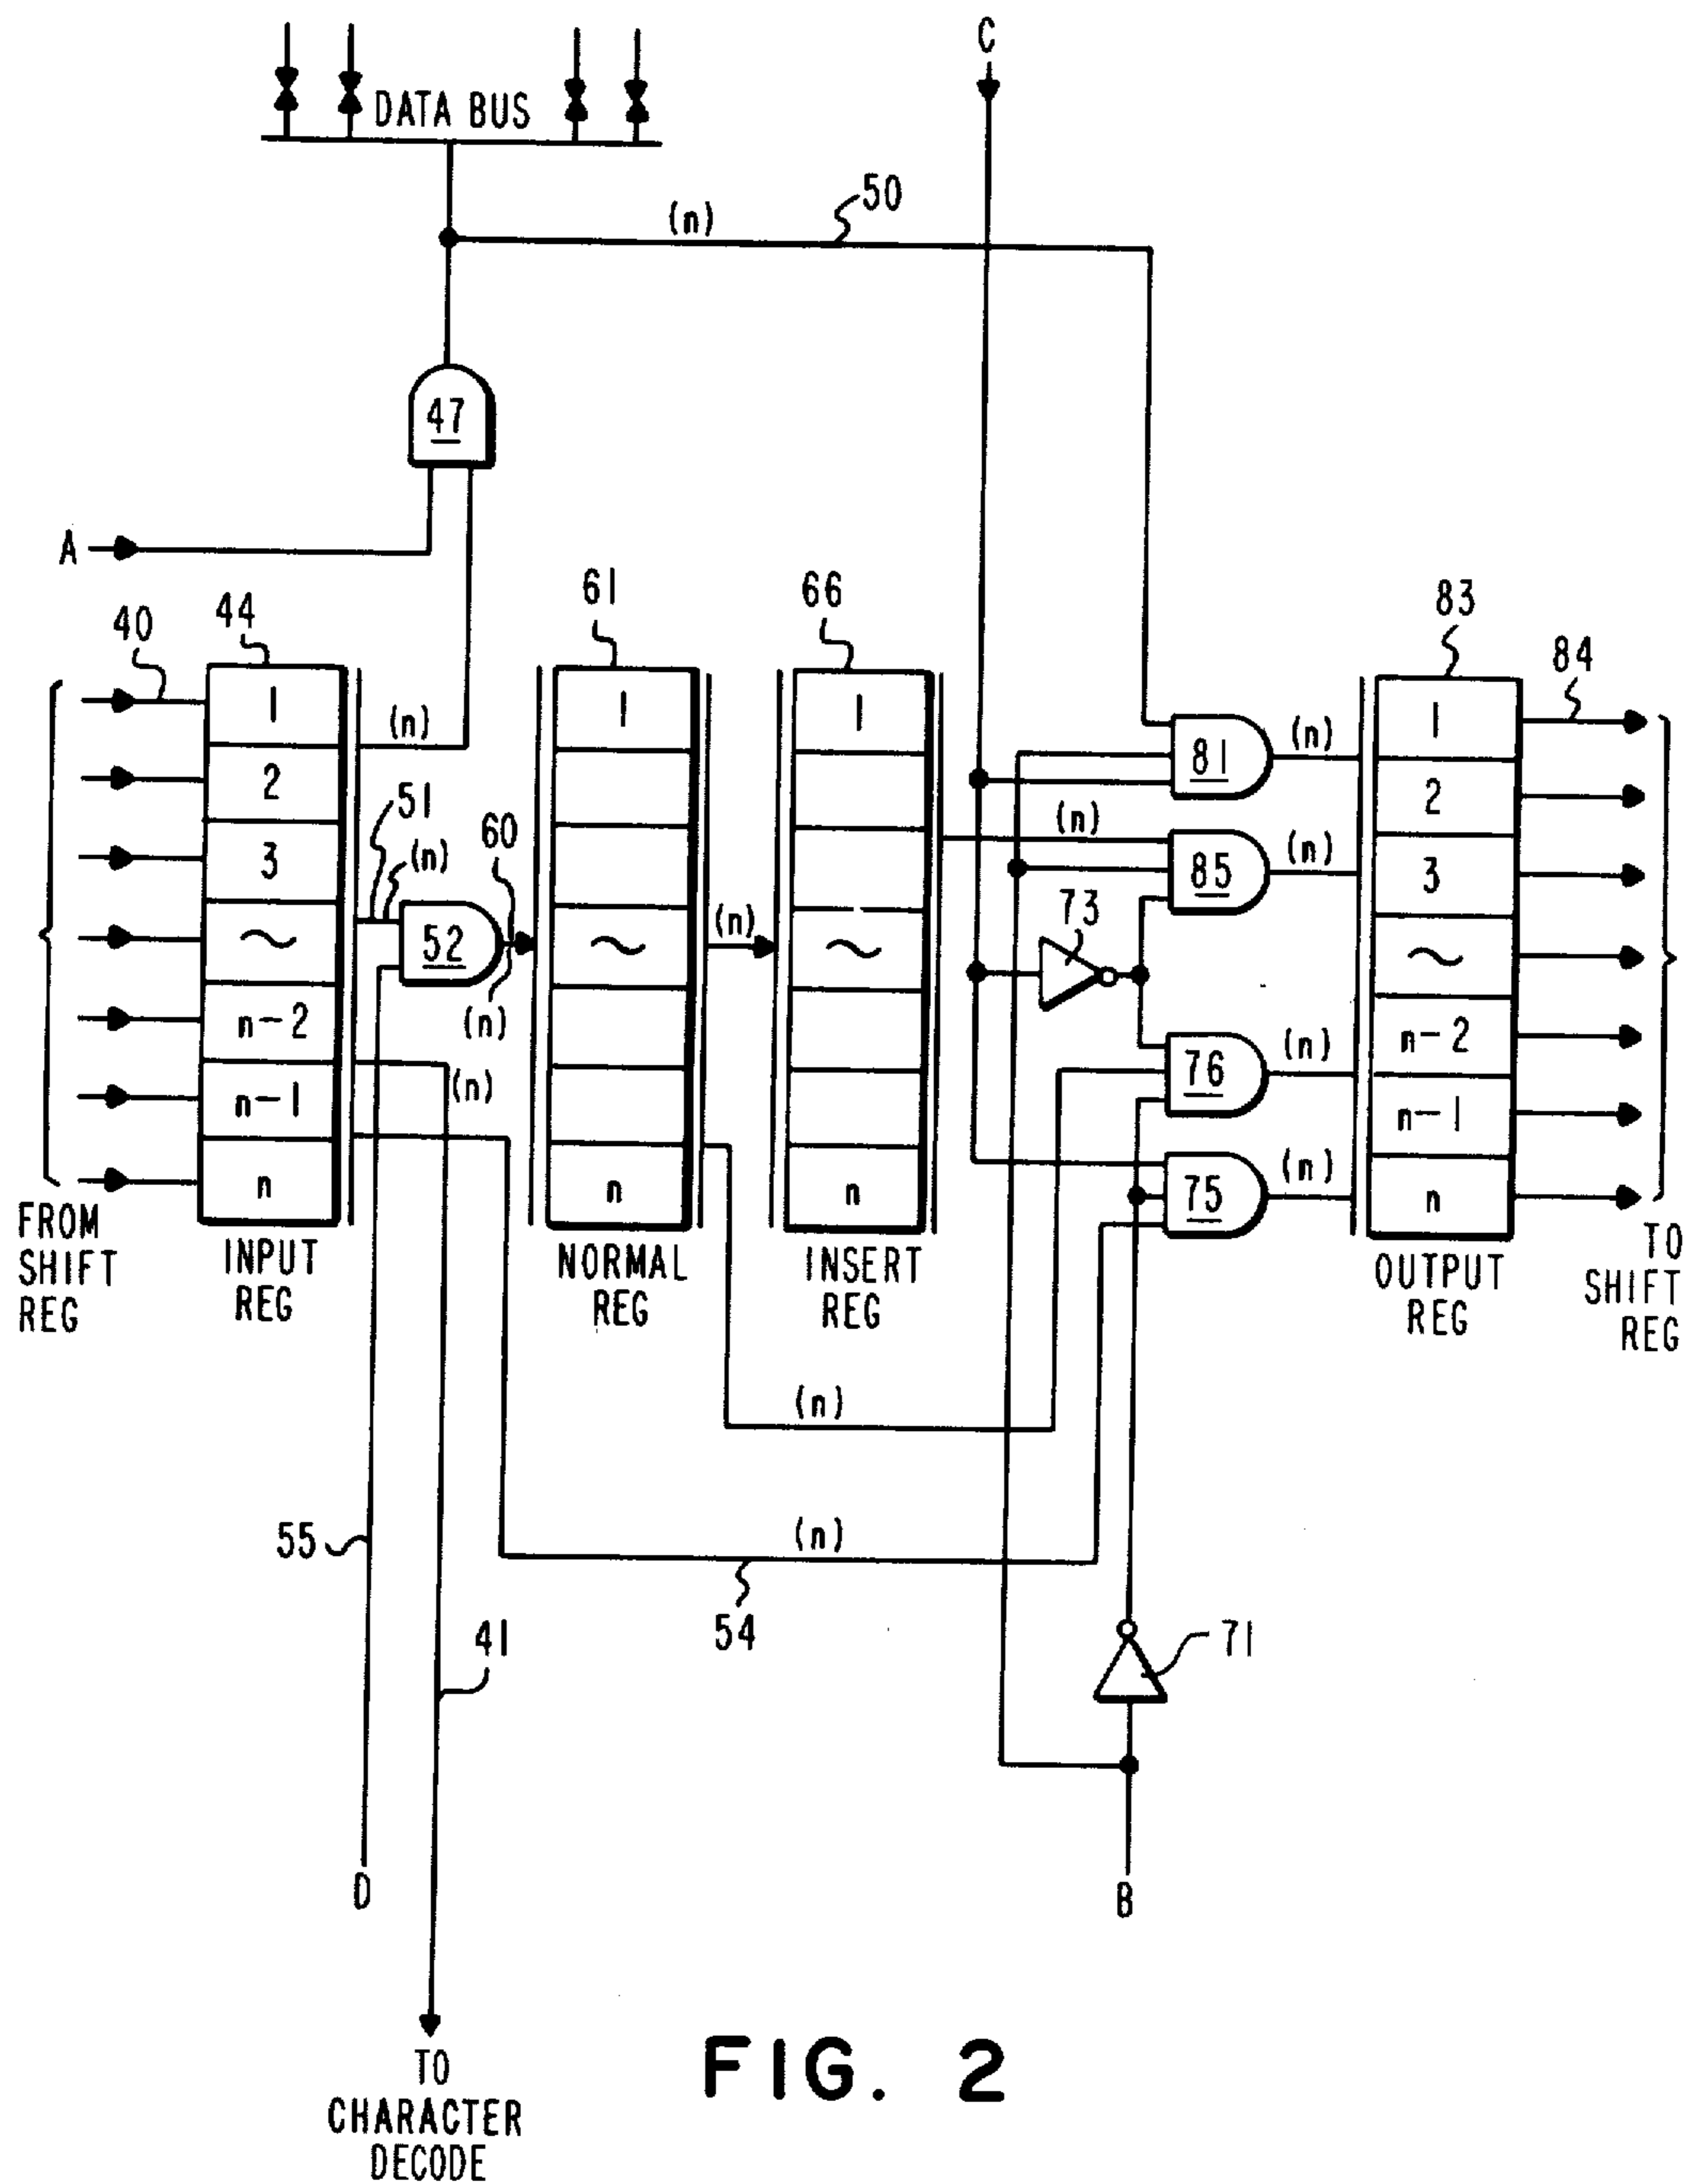 C
DATA BUS
(n)
50
47
A
40
44
61
66
83
84
1
2
3
~
n-2
n-1
n
(n)
51
(n)
52
60
(n)
(n)
1
~
n
(n)
1
~
n
(n)
81
(n)
85
(n)
73
76
(n)
75
(n)
1
2
3
~
n-2
n-1
n
FROM
SHIFT
REG
INPUT
REG
NORMAL
REG
INSERT
REG
OUTPUT
REG
TO
SHIFT
REG
(n)
55
(n)
54
41
71
D
B
TO
CHARACTER
DECODE
FIG. 2